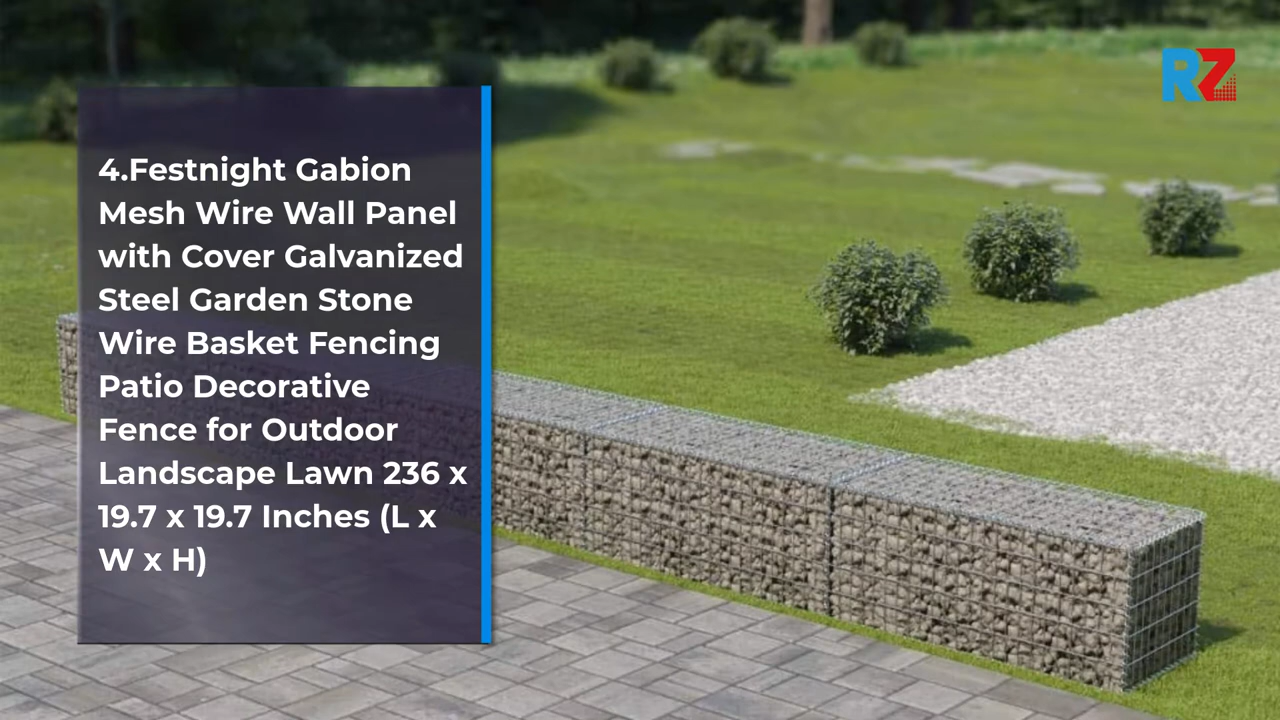 RZ
4.Festnight Gabion
Mesh Wire Wall Panel
with Cover Galvanized
Steel Garden Stone
Wire Basket Fencing
Patio Decorative
Fence for Outdoor
Landscape Lawn 236 x
19.7 x 19.7 Inches (L x
W x H)